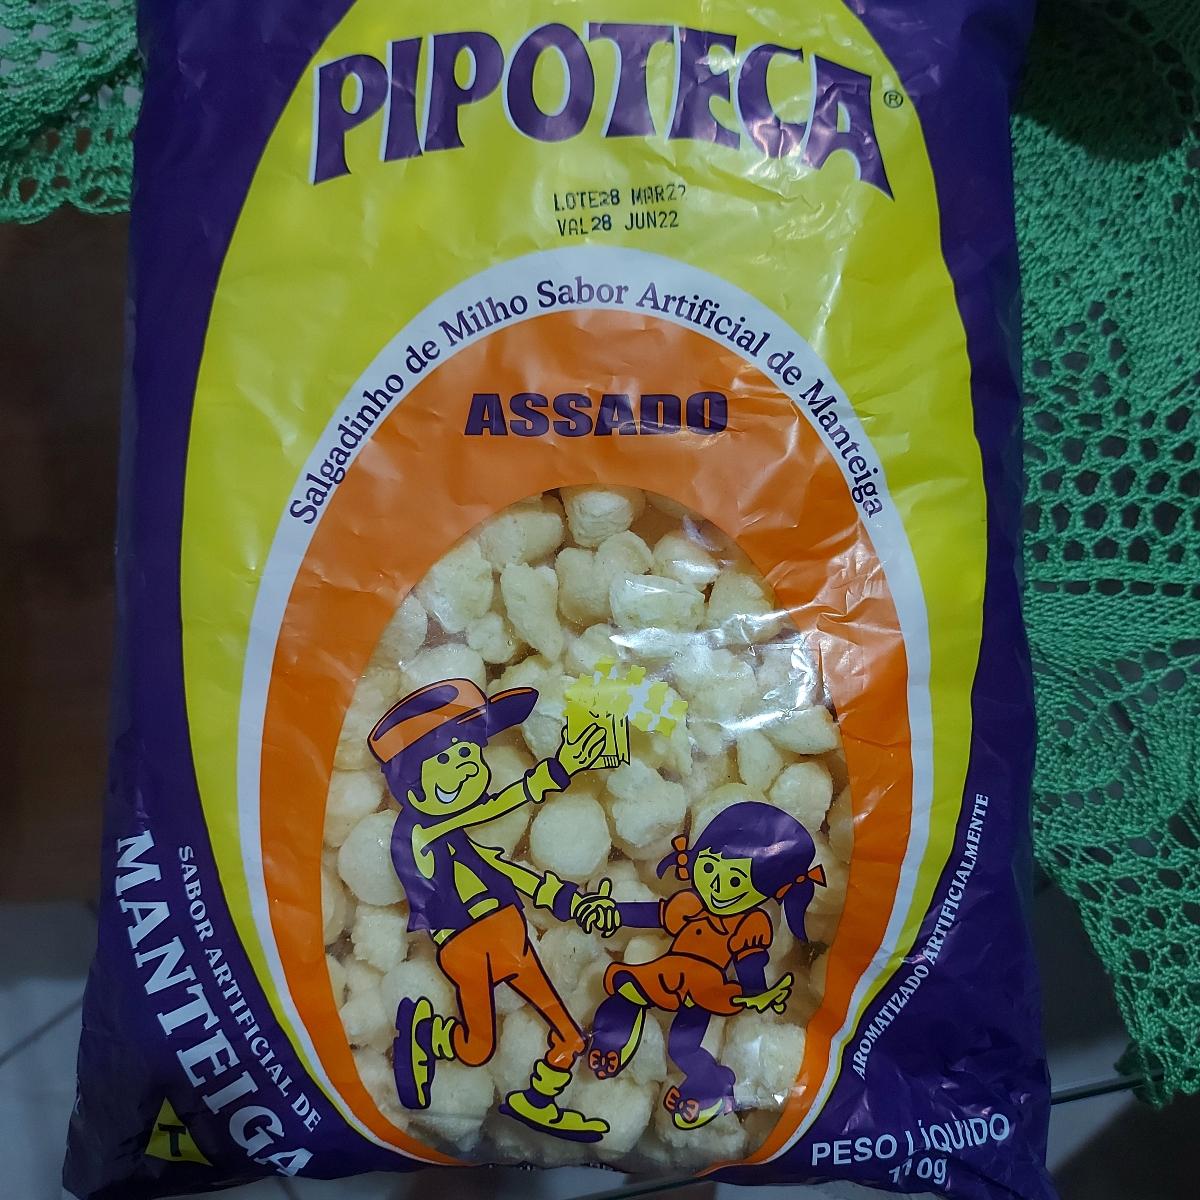 PIPOTECA®
LOTE28 MAR22
VAL28 JUN22
Salgadinho de Milho Sabor Artificial de Manteiga
ASSADO
SABOR ARTIFICIAL DE
MANTEIGA
T
AROMATIZADO ARTIFICIALMENTE
PESO LÍQUIDO
110g